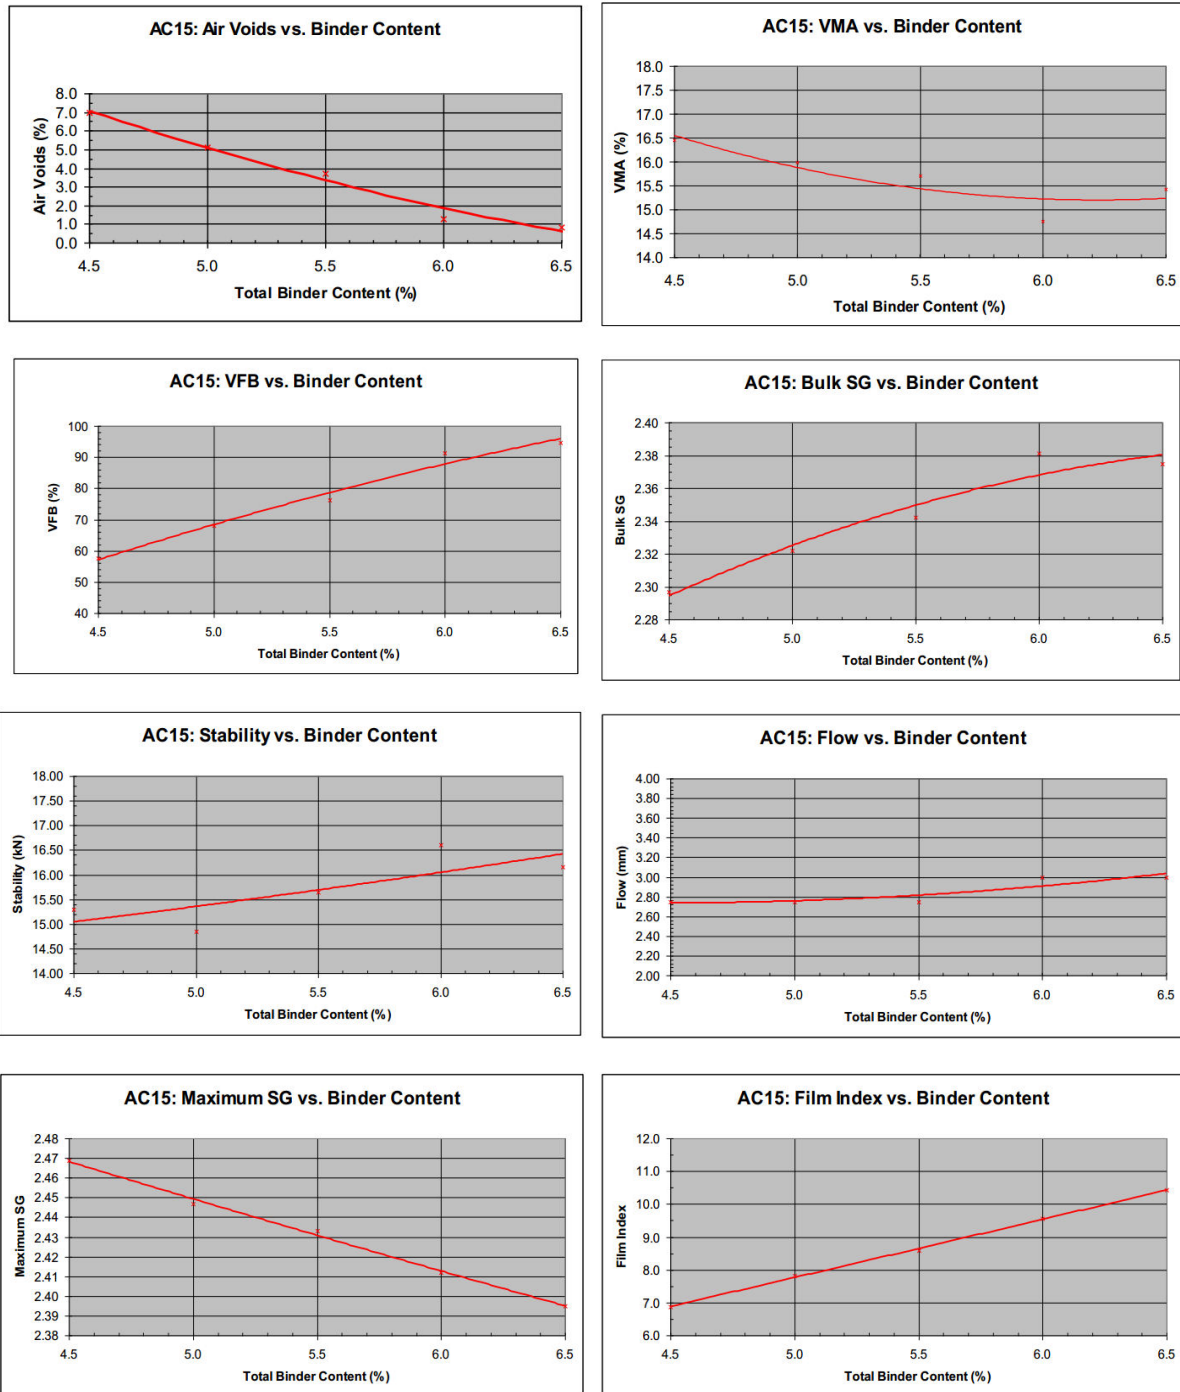 AC15: Air Voids vs. Binder Content
Air Voids (%)
8.0
7.0
6.0
5.0
4.0
3.0
2.0
1.0
0.0
4.5 5.0 5.5 6.0 6.5
Total Binder Content (%)
AC15: VMA vs. Binder Content
VMA (%)
18.0
17.5
17.0
16.5
16.0
15.5
15.0
14.5
14.0
4.5 5.0 5.5 6.0 6.5
Total Binder Content (%)
AC15: VFB vs. Binder Content
VFB (%)
100
90
80
70
60
50
40
4.5 5.0 5.5 6.0 6.5
Total Binder Content (%)
AC15: Bulk SG vs. Binder Content
Bulk SG
2.40
2.38
2.36
2.34
2.32
2.30
2.28
4.5 5.0 5.5 6.0 6.5
Total Binder Content (%)
AC15: Stability vs. Binder Content
Stability (kN)
18.00
17.50
17.00
16.50
16.00
15.50
15.00
14.50
14.00
4.5 5.0 5.5 6.0 6.5
Total Binder Content (%)
AC15: Flow vs. Binder Content
Flow (mm)
4.00
3.80
3.60
3.40
3.20
3.00
2.80
2.60
2.40
2.20
2.00
4.5 5.0 5.5 6.0 6.5
Total Binder Content (%)
AC15: Maximum SG vs. Binder Content
Maximum SG
2.48
2.47
2.46
2.45
2.44
2.43
2.42
2.41
2.40
2.39
2.38
4.5 5.0 5.5 6.0 6.5
Total Binder Content (%)
AC15: Film Index vs. Binder Content
Film Index
12.0
11.0
10.0
9.0
8.0
7.0
6.0
4.5 5.0 5.5 6.0 6.5
Total Binder Content (%)